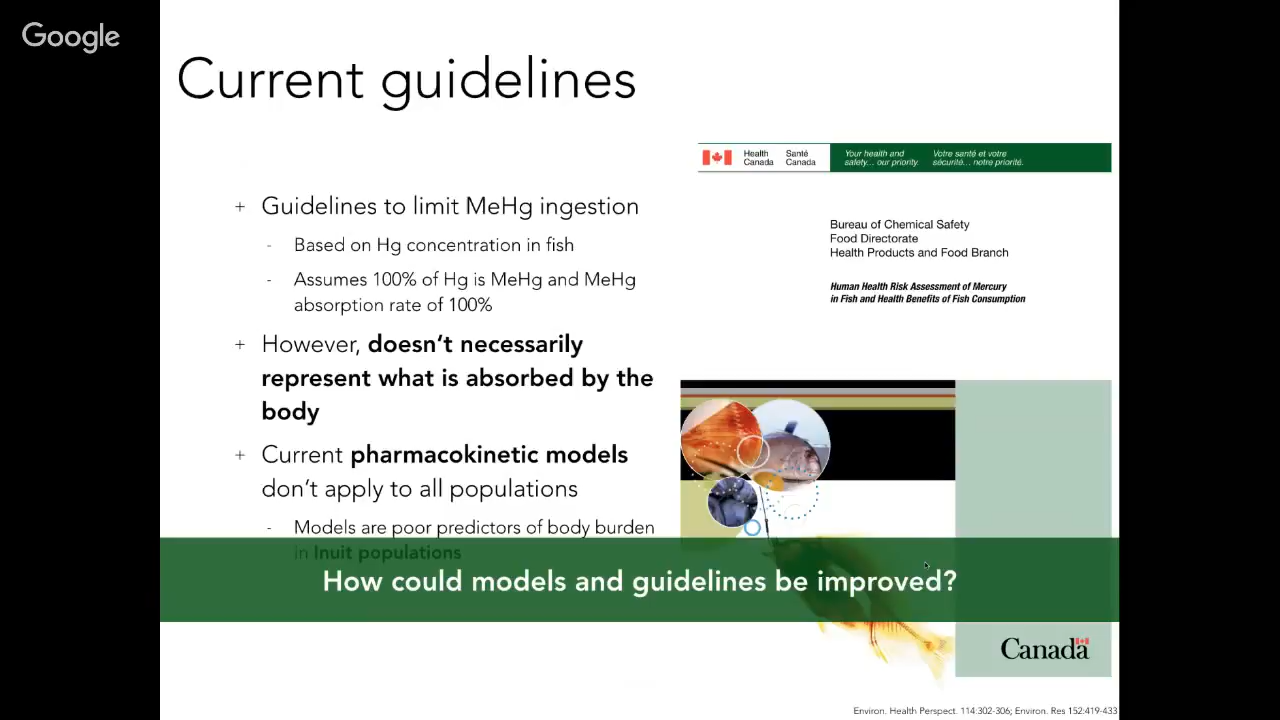 Google
Current guidelines
+ Guidelines to limit MeHg ingestion
- Based on Hg concentration in fish
- Assumes 100% of Hg is MeHg and MeHg
absorption rate of 100%
+ However, doesn't necessarily
represent what is absorbed by the
body
+ Current pharmacokinetic models
don't apply to all populations
- Models are poor predictors of body burden
in Inuit populations
How could models and guidelines be improved?
Health Canada
Santé Canada
Your health and
safety... our priority.
Votre santé et votre
sécurité... notre priorité.
Bureau of Chemical Safety
Food Directorate
Health Products and Food Branch
Human Health Risk Assessment of Mercury
in Fish and Health Benefits of Fish Consumption
Canada
Environ. Health Perspect. 114:302-306; Environ. Res 152:419-433